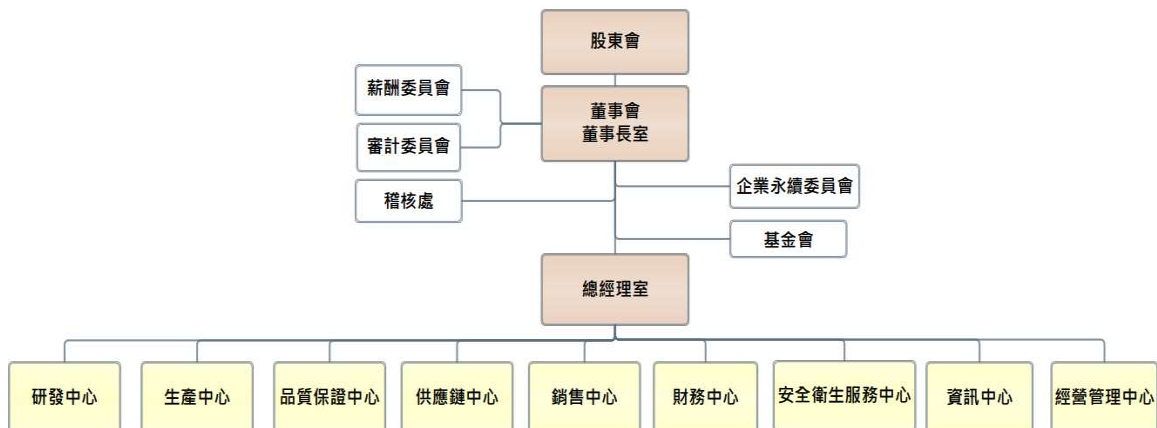 股東會
薪酬委員會
董事會
董事長室
審計委員會
企業永續委員會
稽核處
基金會
總經理室
研發中心
生產中心
品質保證中心
供應鏈中心
銷售中心
財務中心
安全衛生服務中心
資訊中心
經營管理中心